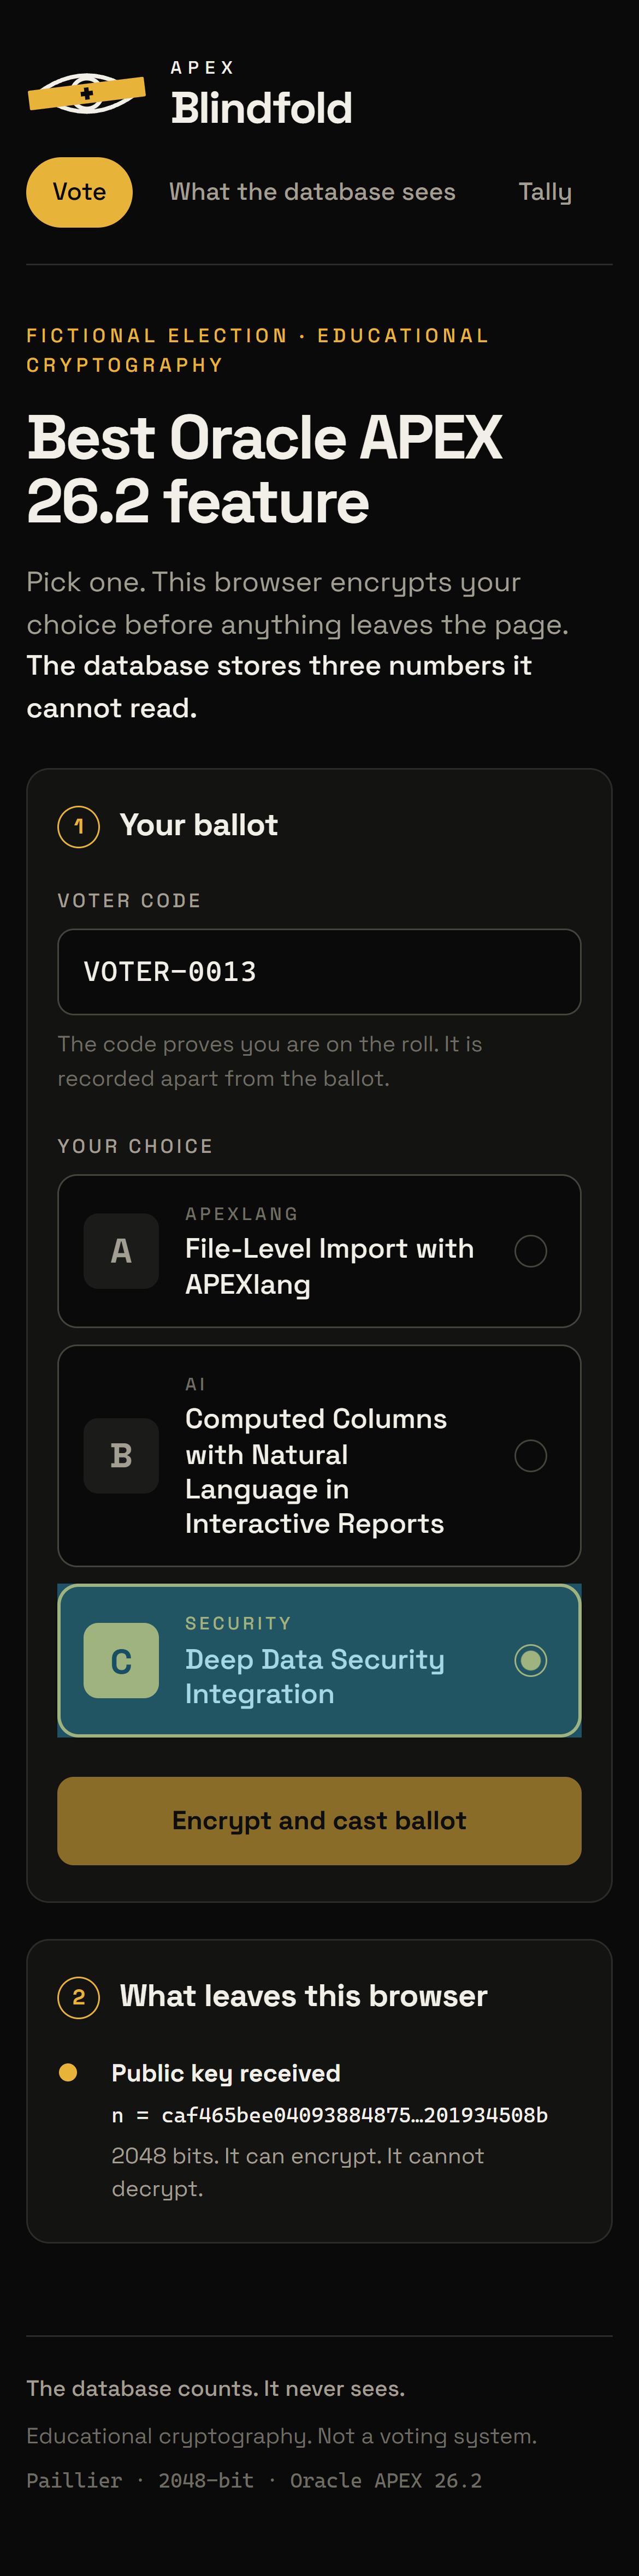 APEX
Blindfold
Vote
What the database sees
Tally
FICTIONAL ELECTION · EDUCATIONAL
CRYPTOGRAPHY
Best Oracle APEX
26.2 feature
Pick one. This browser encrypts your
choice before anything leaves the page.
The database stores three numbers it
cannot read.
1 Your ballot
VOTER CODE
VOTER-0013
The code proves you are on the roll. It is
recorded apart from the ballot.
YOUR CHOICE
A
APEXLANG
File-Level Import with
APEXlang
B
AI
Computed Columns
with Natural
Language in
Interactive Reports
C
SECURITY
Deep Data Security
Integration
Encrypt and cast ballot
2 What leaves this browser
Public key received
n = caf465bee04093884875…201934508b
2048 bits. It can encrypt. It cannot
decrypt.
The database counts. It never sees.
Educational cryptography. Not a voting system.
Paillier · 2048-bit · Oracle APEX 26.2